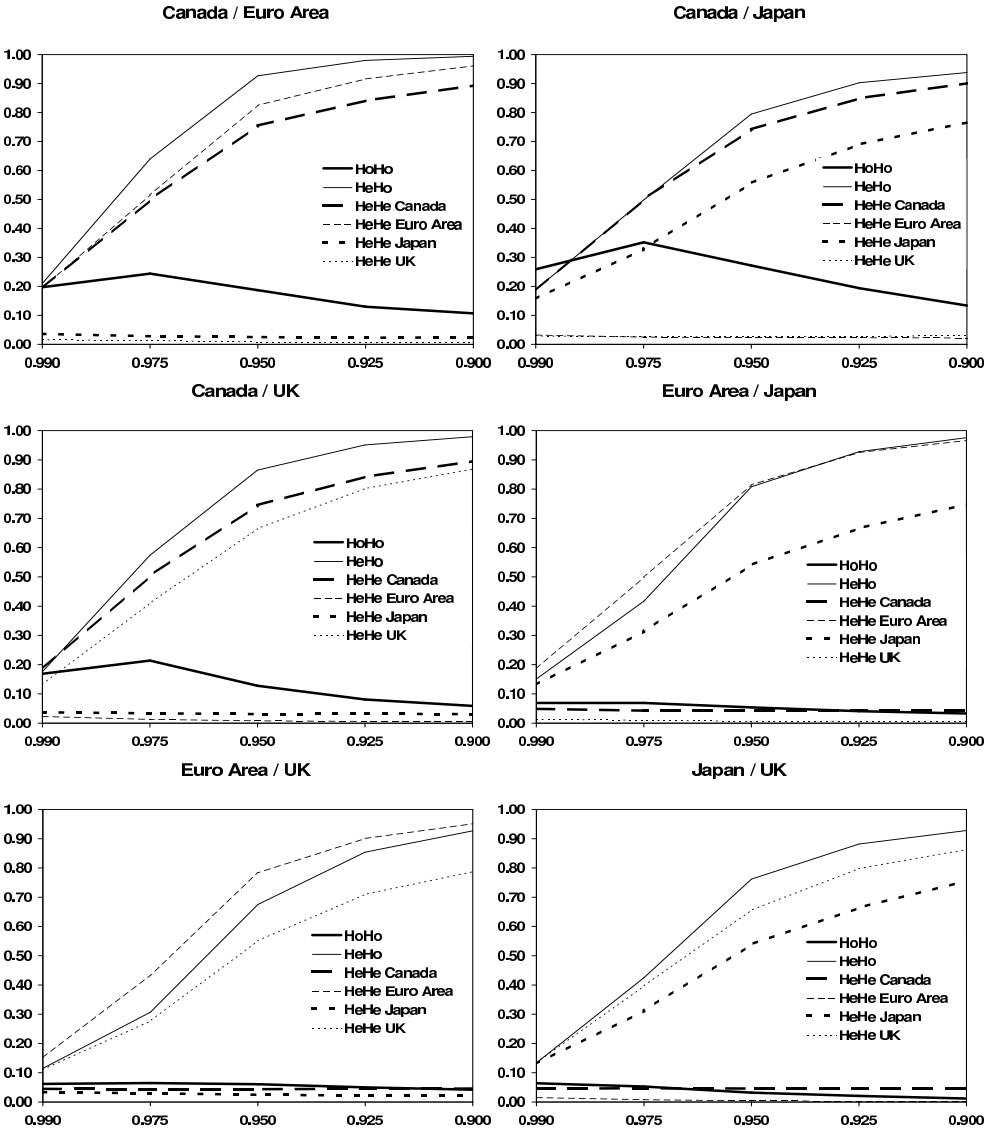 Canada / Euro Area
1.00
0.90
0.80
0.70
0.60
0.50
0.40
0.30
0.20
0.10
0.00
HoHo
HeHo
HeHe Canada
HeHe Euro Area
HeHe Japan
HeHe UK
0.990 0.975 0.950 0.925 0.900
Canada / Japan
1.00
0.90
0.80
0.70
0.60
0.50
0.40
0.30
0.20
0.10
0.00
HoHo
HeHo
HeHe Canada
HeHe Euro Area
HeHe Japan
HeHe UK
0.990 0.975 0.950 0.925 0.900
Canada / UK
1.00
0.90
0.80
0.70
0.60
0.50
0.40
0.30
0.20
0.10
0.00
HoHo
HeHo
HeHe Canada
HeHe Euro Area
HeHe Japan
HeHe UK
0.990 0.975 0.950 0.925 0.900
Euro Area / Japan
1.00
0.90
0.80
0.70
0.60
0.50
0.40
0.30
0.20
0.10
0.00
HoHo
HeHo
HeHe Canada
HeHe Euro Area
HeHe Japan
HeHe UK
0.990 0.975 0.950 0.925 0.900
Euro Area / UK
1.00
0.90
0.80
0.70
0.60
0.50
0.40
0.30
0.20
0.10
0.00
HoHo
HeHo
HeHe Canada
HeHe Euro Area
HeHe Japan
HeHe UK
0.990 0.975 0.950 0.925 0.900
Japan / UK
1.00
0.90
0.80
0.70
0.60
0.50
0.40
0.30
0.20
0.10
0.00
HoHo
HeHo
HeHe Canada
HeHe Euro Area
HeHe Japan
HeHe UK
0.990 0.975 0.950 0.925 0.900